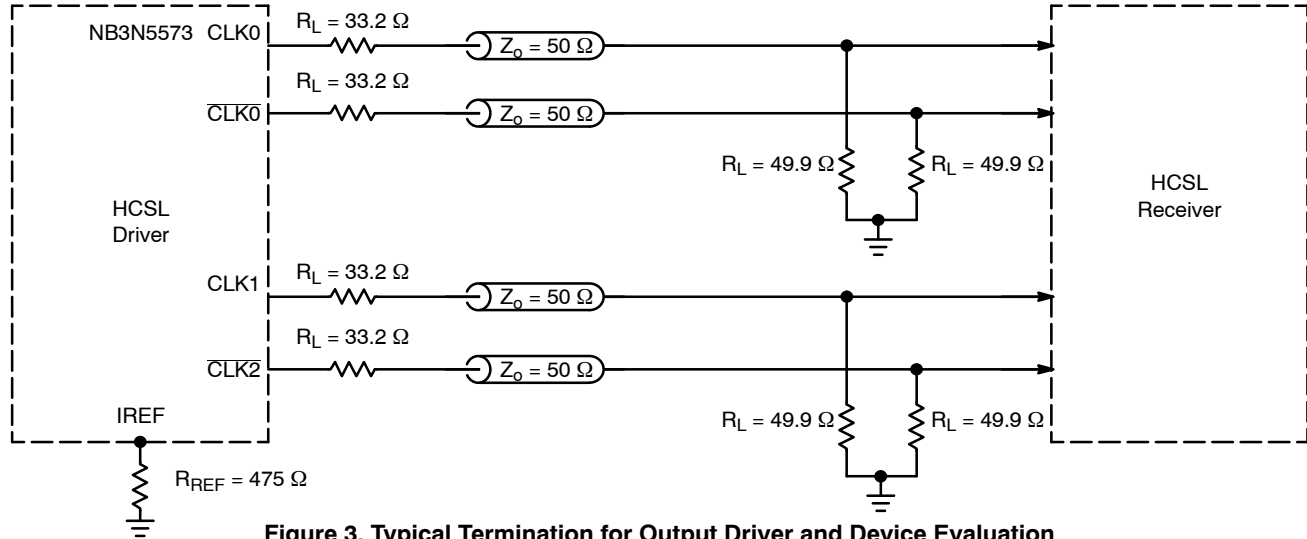 NB3N5573 CLK0
R_L = 33.2 Ω
Z_o = 50 Ω
C̅L̅K̅0̅
R_L = 33.2 Ω
Z_o = 50 Ω
R_L = 49.9 Ω
R_L = 49.9 Ω
HCSL
Driver
HCSL
Receiver
CLK1
R_L = 33.2 Ω
Z_o = 50 Ω
C̅L̅K̅2̅
R_L = 33.2 Ω
Z_o = 50 Ω
R_L = 49.9 Ω
R_L = 49.9 Ω
IREF
R_REF = 475 Ω
Figure 3. Typical Termination for Output Driver and Device Evaluation